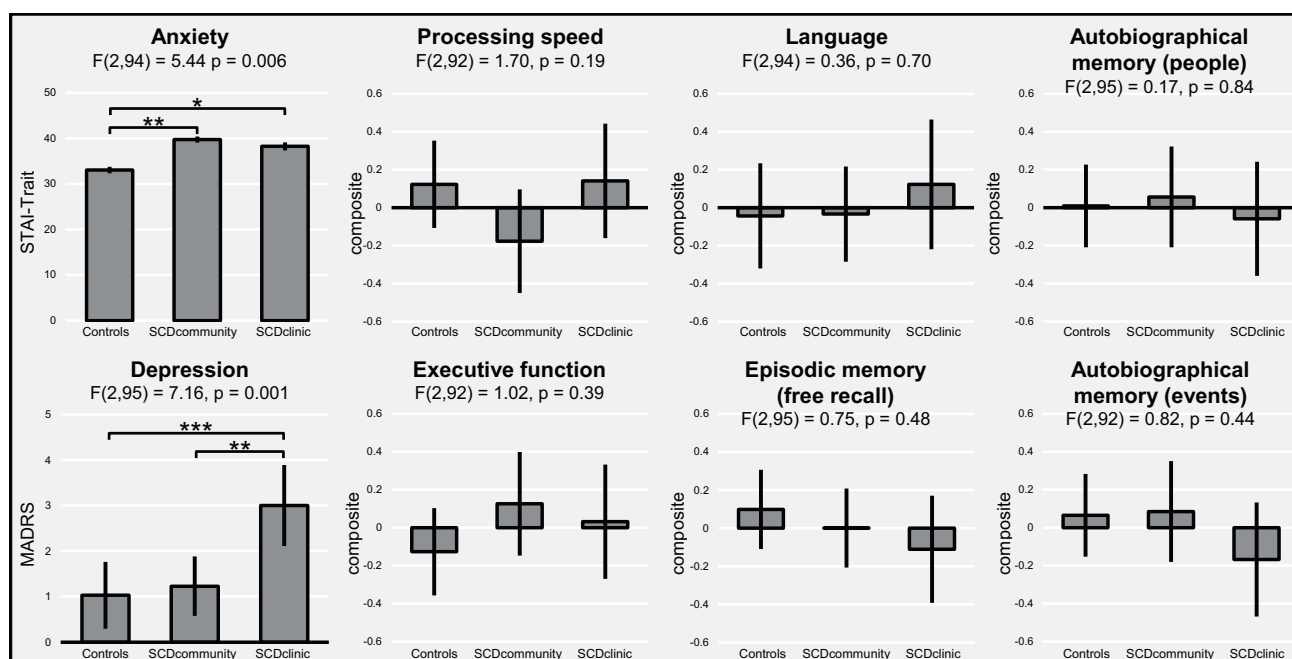 Anxiety
F(2,94) = 5.44 p = 0.006
50
40
30
20
10
0
STAI-Trait
*
**
Controls SCDcommunity SCDclinic
Processing speed
F(2,92) = 1.70, p = 0.19
0.6
0.4
0.2
0
-0.2
-0.4
-0.6
composite
Controls SCDcommunity SCDclinic
Language
F(2,94) = 0.36, p = 0.70
0.6
0.4
0.2
0
-0.2
-0.4
-0.6
composite
Controls SCDcommunity SCDclinic
Autobiographical
memory (people)
F(2,95) = 0.17, p = 0.84
0.6
0.4
0.2
0
-0.2
-0.4
-0.6
composite
Controls SCDcommunity SCDclinic
Depression
F(2,95) = 7.16, p = 0.001
5
4
3
2
1
0
MADRS
***
**
Controls SCDcommunity SCDclinic
Executive function
F(2,92) = 1.02, p = 0.39
0.6
0.4
0.2
0
-0.2
-0.4
-0.6
composite
Controls SCDcommunity SCDclinic
Episodic memory
(free recall)
F(2,95) = 0.75, p = 0.48
0.6
0.4
0.2
0
-0.2
-0.4
-0.6
composite
Controls SCDcommunity SCDclinic
Autobiographical
memory (events)
F(2,92) = 0.82, p = 0.44
0.6
0.4
0.2
0
-0.2
-0.4
-0.6
composite
Controls SCDcommunity SCDclinic